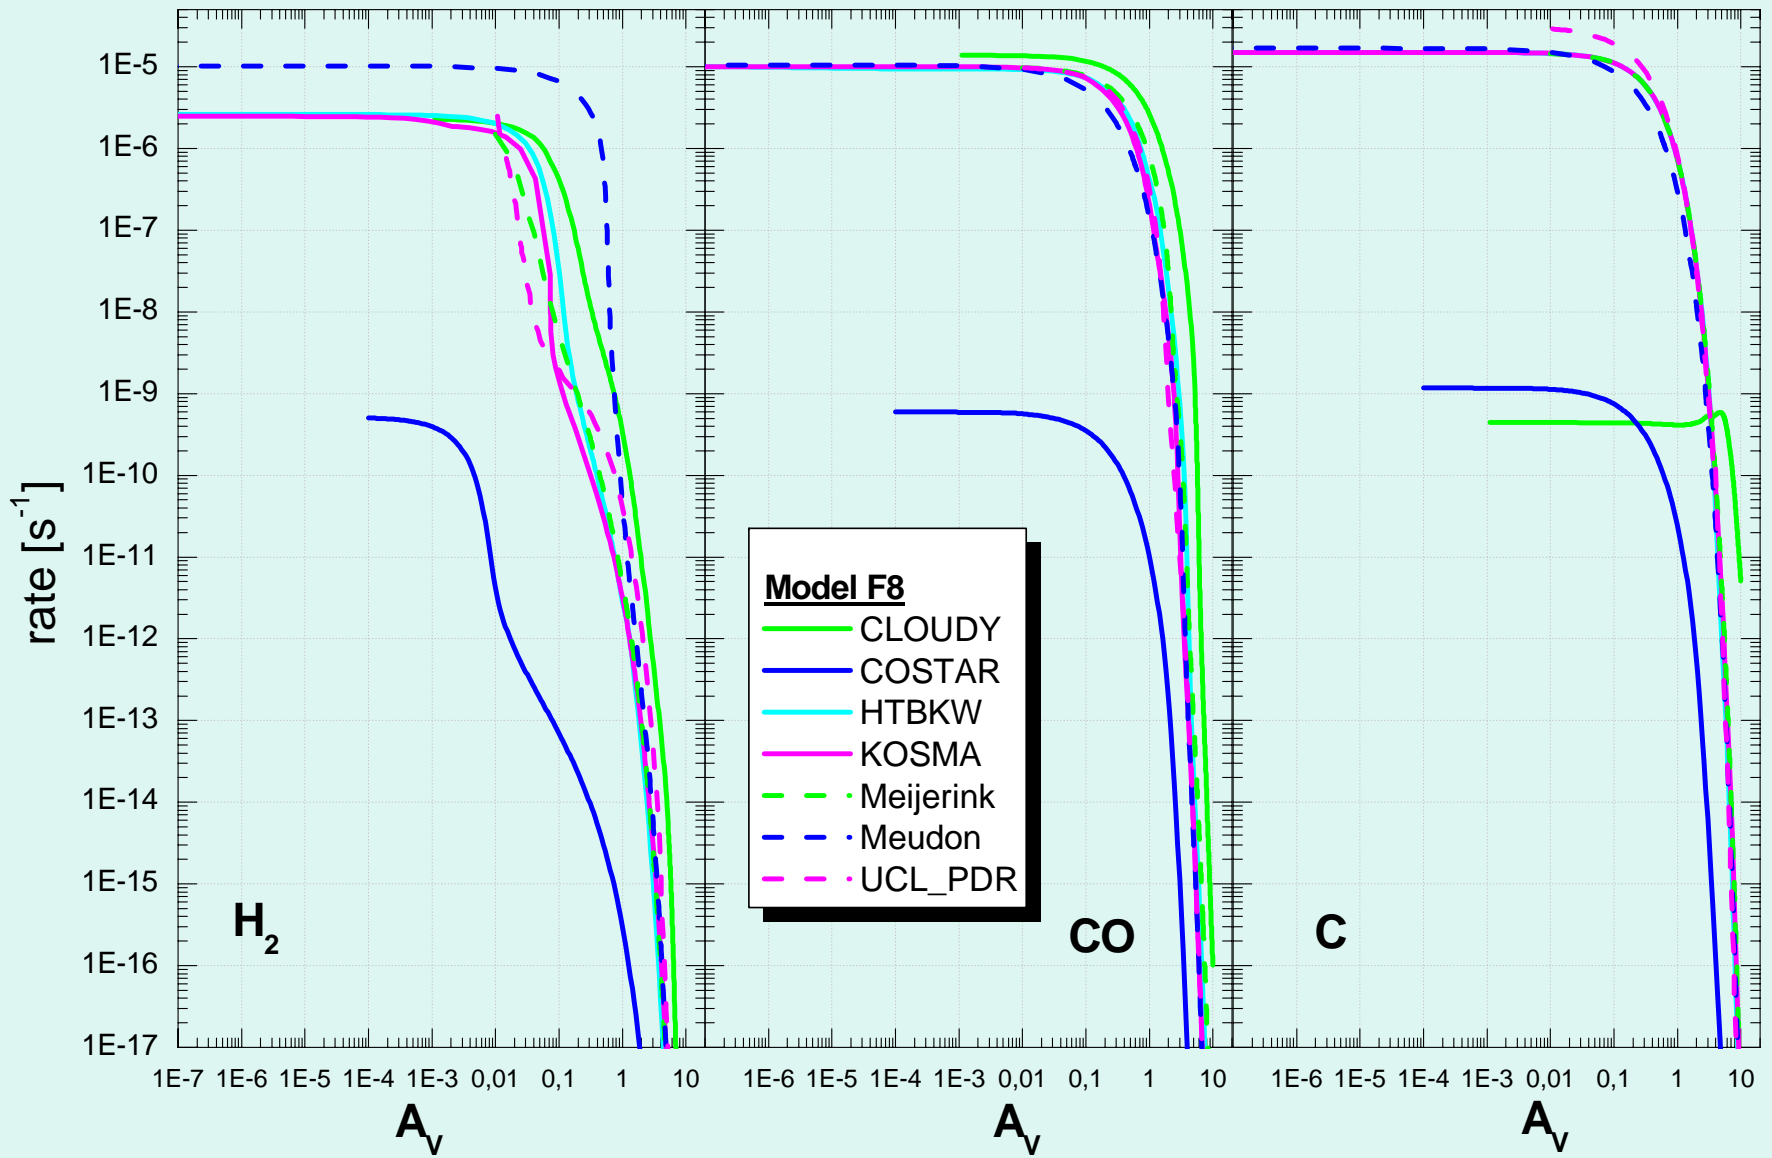 rate [s⁻¹]
1E-5
1E-6
1E-7
1E-8
1E-9
1E-10
1E-11
1E-12
1E-13
1E-14
1E-15
1E-16
1E-17
H₂
CO
C
Model F8
CLOUDY
COSTAR
HTBKW
KOSMA
Meijerink
Meudon
UCL_PDR
1E-7 1E-6 1E-5 1E-4 1E-3 0,01 0,1 1 10
1E-6 1E-5 1E-4 1E-3 0,01 0,1 1 10
1E-6 1E-5 1E-4 1E-3 0,01 0,1 1 10
A_V
A_V
A_V